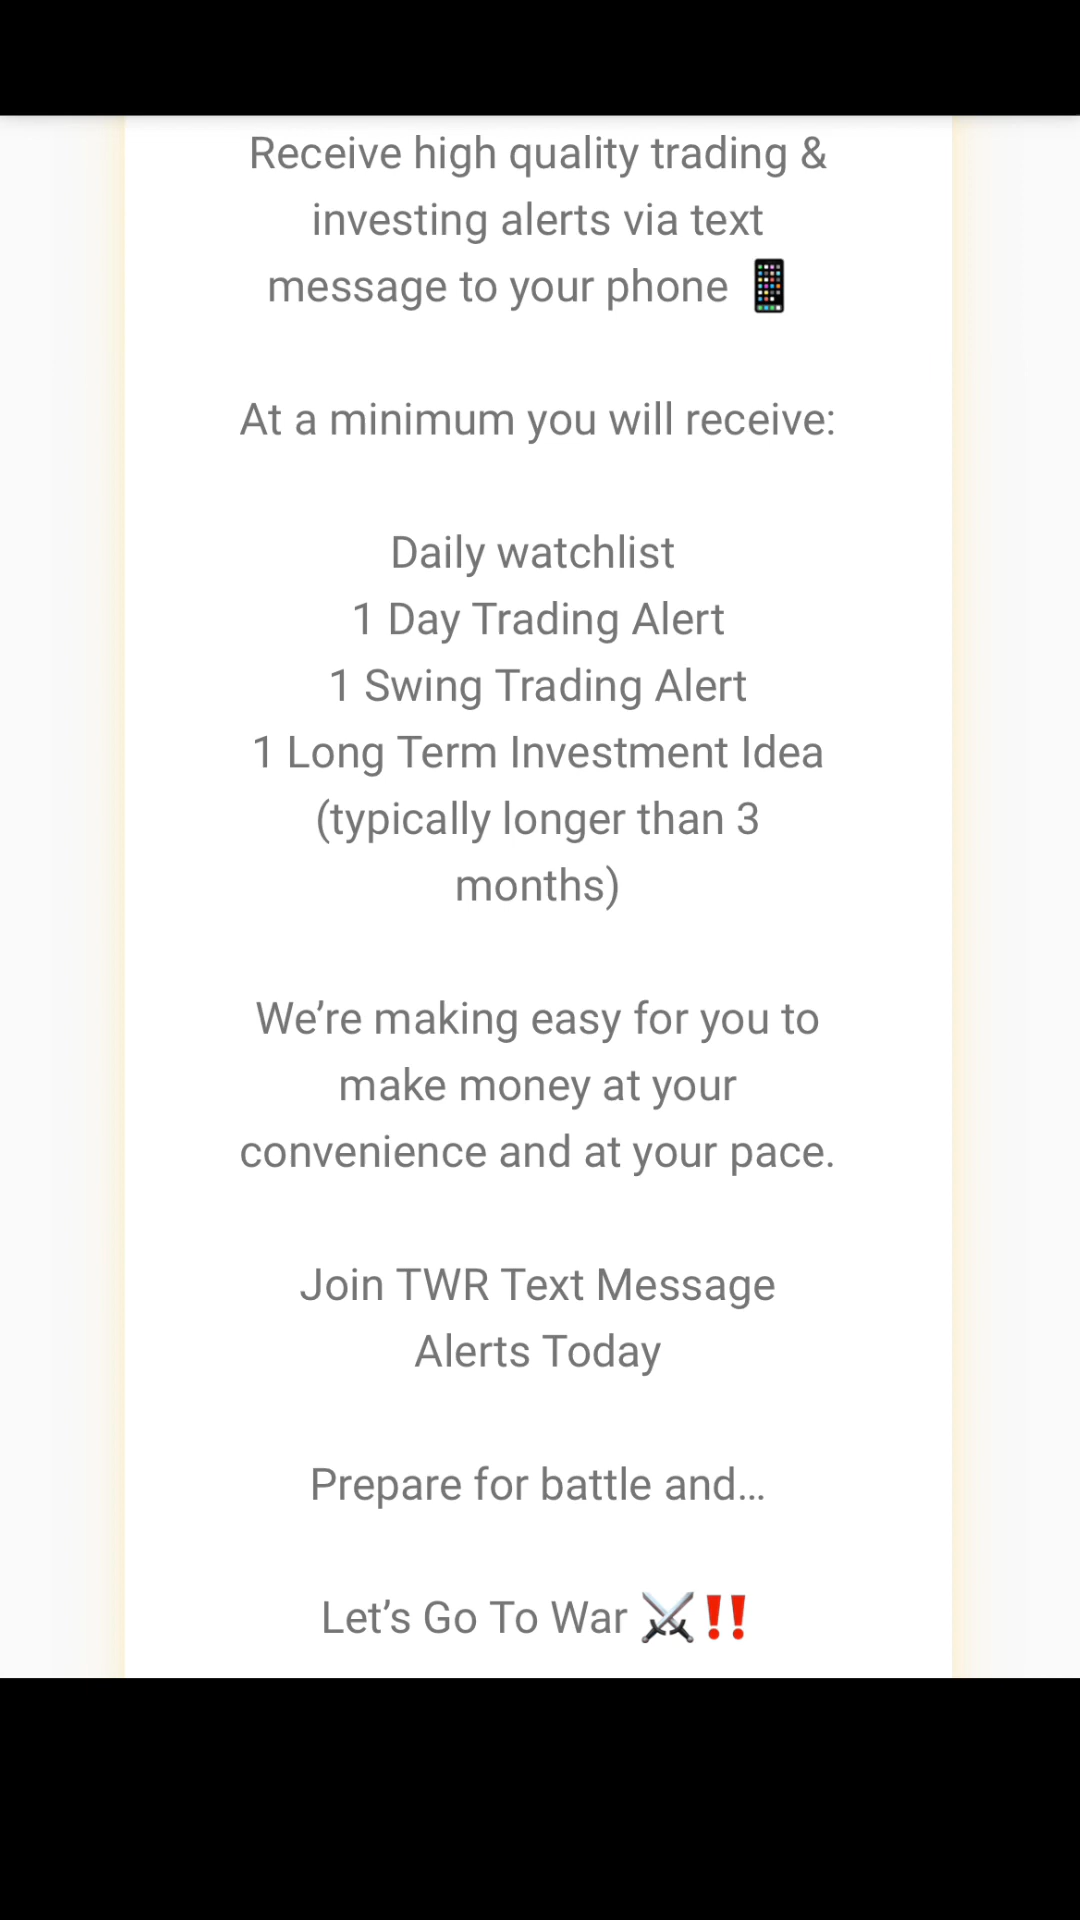 Receive high quality trading &
investing alerts via text
message to your phone 📱
At a minimum you will receive:
Daily watchlist
1 Day Trading Alert
1 Swing Trading Alert
1 Long Term Investment Idea
(typically longer than 3
months)
We’re making easy for you to
make money at your
convenience and at your pace.
Join TWR Text Message
Alerts Today
Prepare for battle and…
Let’s Go To War ⚔️‼️